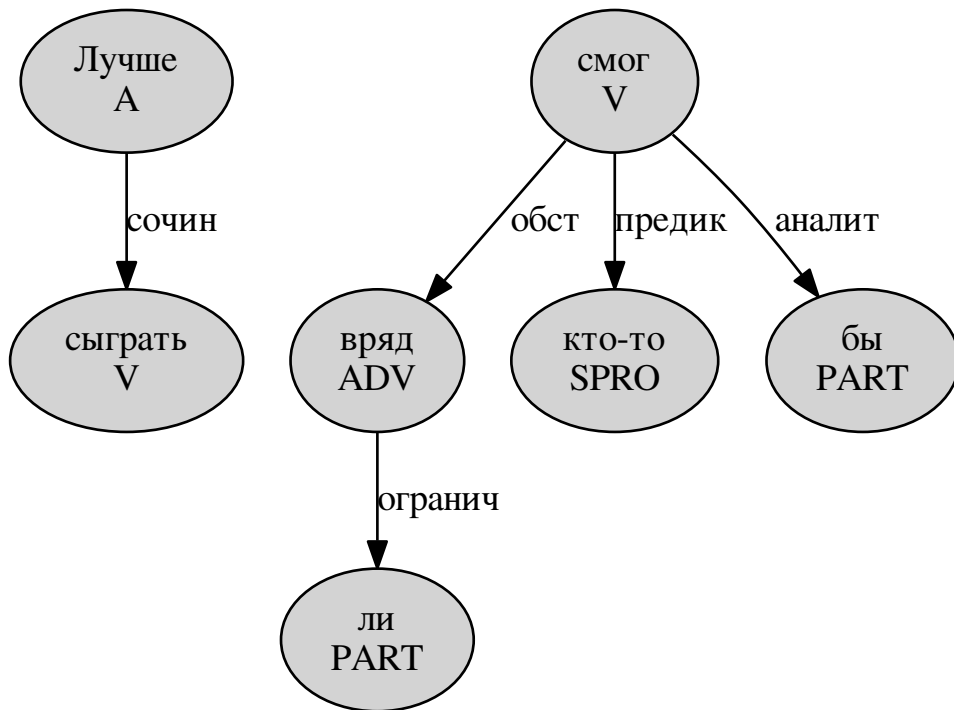 Лучше
A
смог
V
сочин
обст
предик
аналит
сыграть
V
вряд
ADV
кто-то
SPRO
бы
PART
огранич
ли
PART